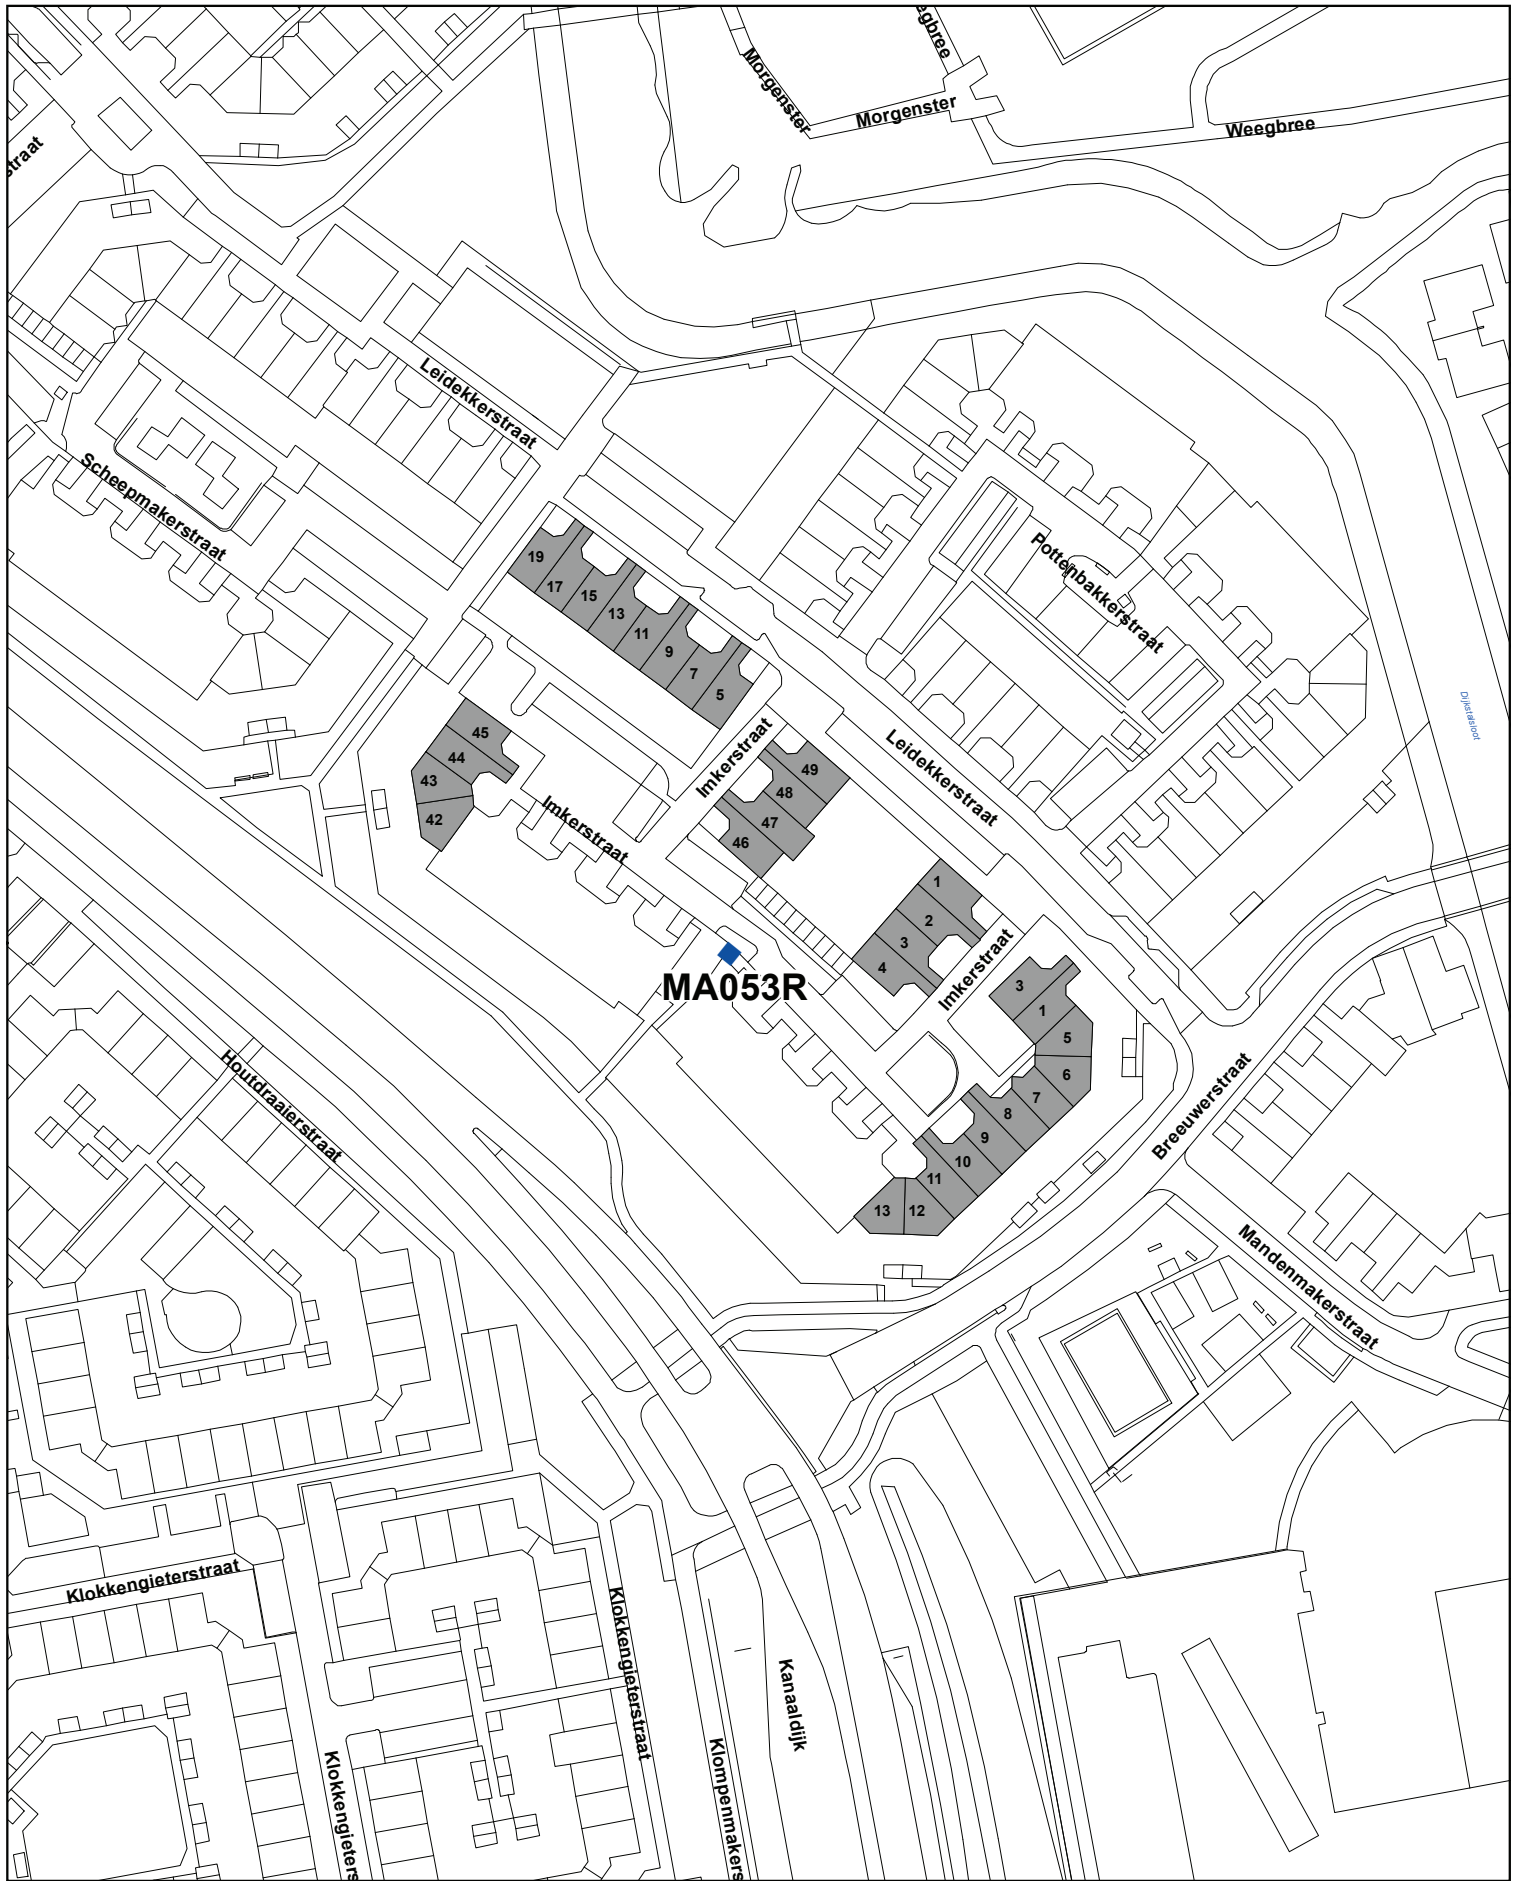 egbree
Morgenster
Morgenster
Weegbree
straat
Leidekkerstraat
Scheepmakerstraat
Pottenbakkerstraat
19
17
15
13
11
9
7
5
Dijkstalsloot
45
44
43
42
Imkerstraat
Leidekkerstraat
49
48
47
46
Imkerstraat
1
2
3
4
Imkerstraat
MA053R
3
1
5
6
7
8
9
10
11
12
13
Houtdraaierstraat
Breeuwerstraat
Mandenmakerstraat
Klokkengieterstraat
Klokkengieterstraat
Kanaaldijk
Klokkengieters
Klompenmakers